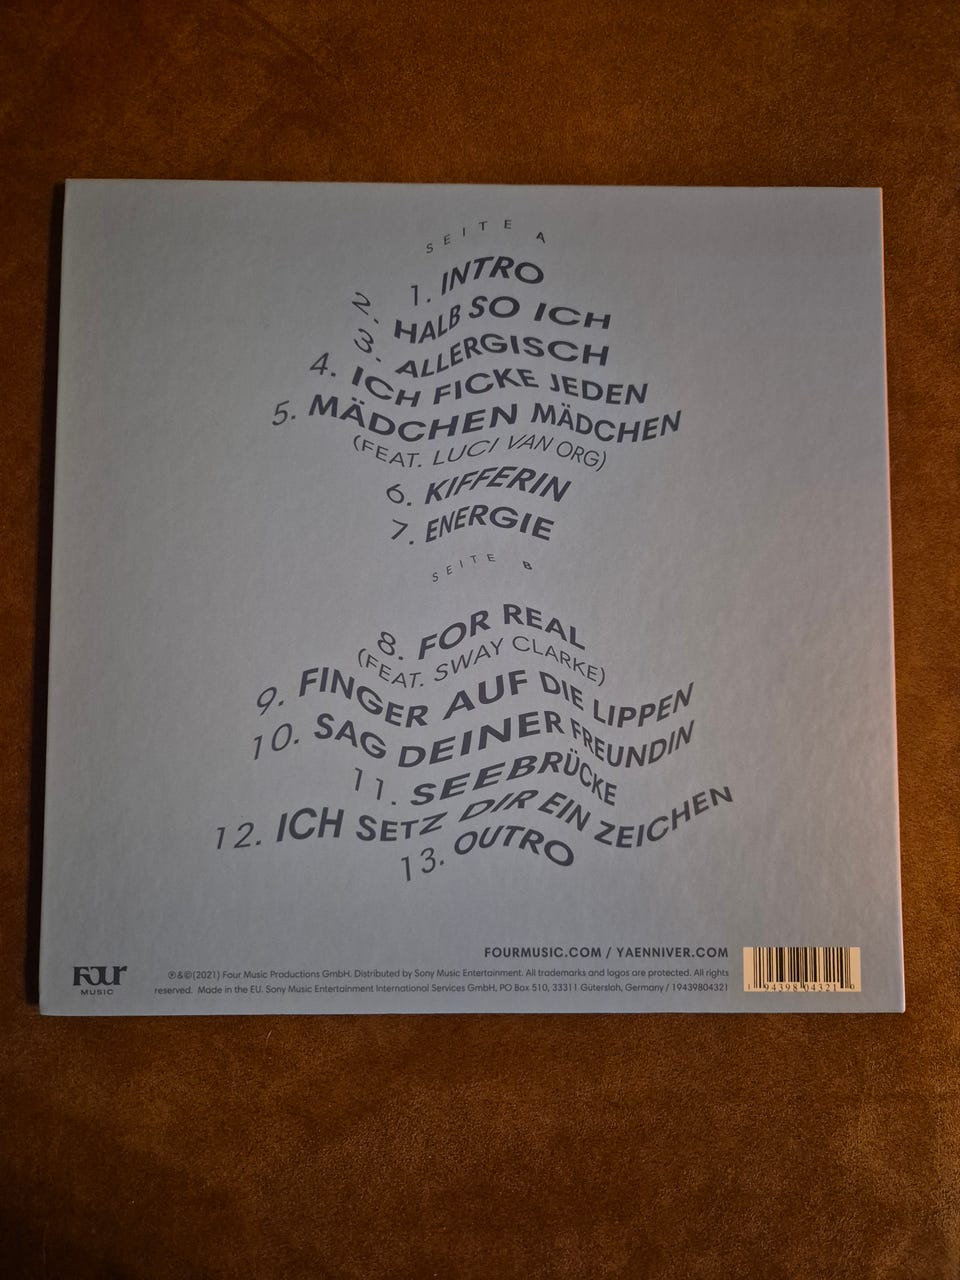 SEITE A
1. INTRO
2. HALB SO ICH
3. ALLERGISCH
4. ICH FICKE JEDEN
5. MÄDCHEN MÄDCHEN
(FEAT. LUCI VAN ORG)
6. KIFFERIN
7. ENERGIE
SEITE B
8. FOR REAL
(FEAT. SWAY CLARKE)
9. FINGER AUF DIE LIPPEN
10. SAG DEINER FREUNDIN
11. SEEBRÜCKE
12. ICH SETZ DIR EIN ZEICHEN
13. OUTRO
FOURMUSIC.COM / YAENNIVER.COM
FOUR
MUSIC
℗&©(2021) Four Music Productions GmbH. Distributed by Sony Music Entertainment. All trademarks and logos are protected. All rights
reserved. Made in the EU. Sony Music Entertainment International Services GmbH, PO Box 510, 33311 Gütersloh, Germany / 19439804321
1 94398 04321 0